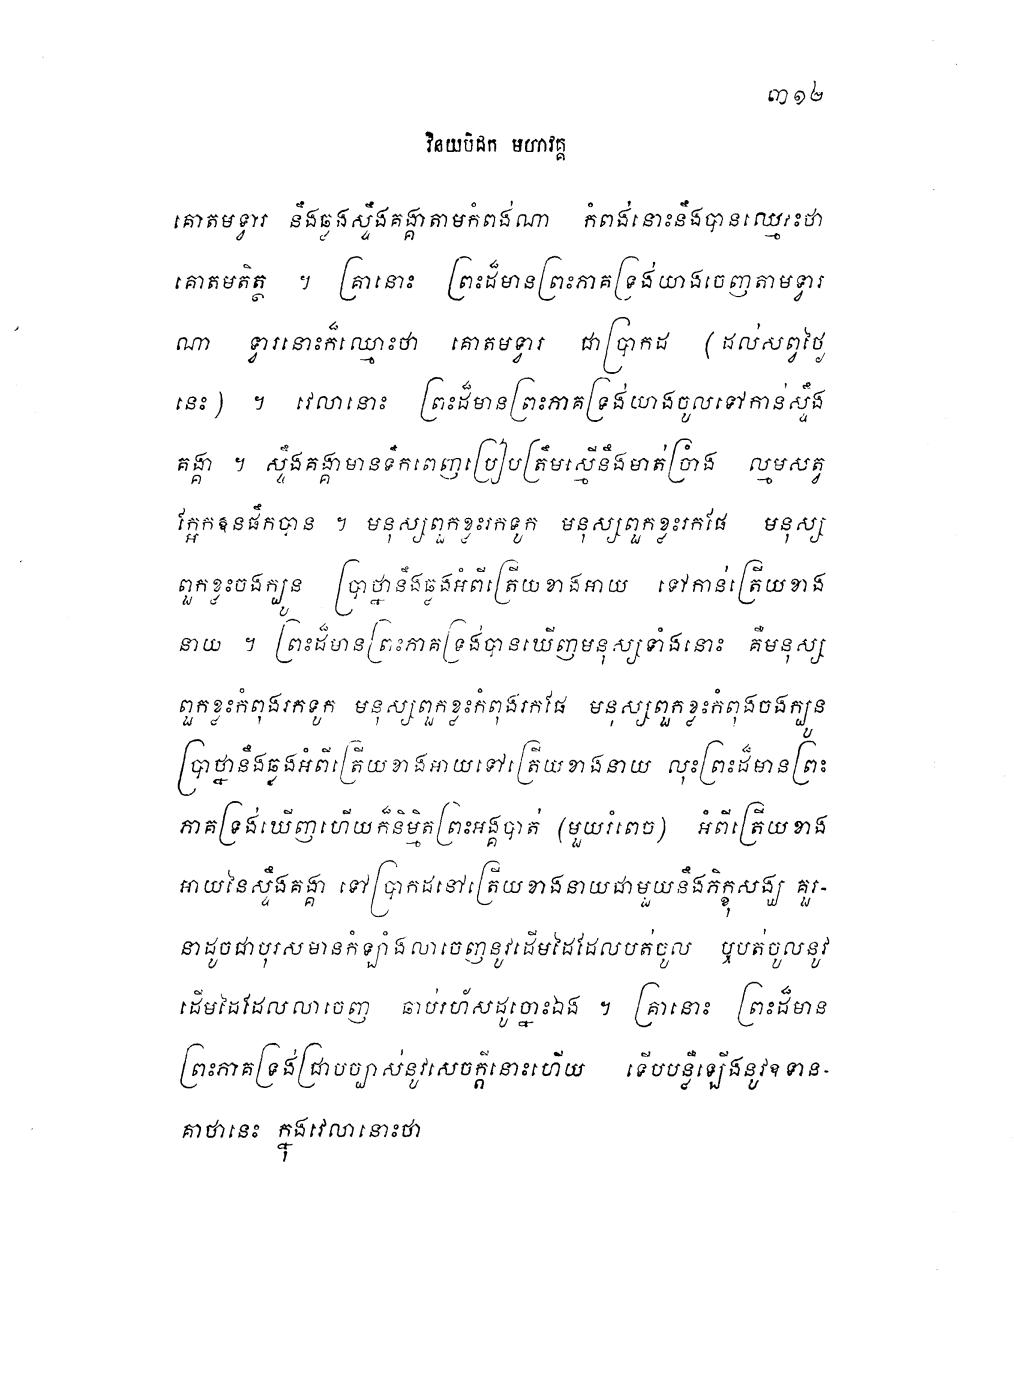 ៣១២
វិនយបិដក មហាវគ្គ
គោតមទ្វារ នឹងឆ្លងស្ទឹងគង្គាតាមកំពង់ណា កំពង់នោះនឹងបានឈ្មោះថា
គោតមតិត្ថ ។ គ្រានោះ ព្រះដ៏មានព្រះភាគទ្រង់យាងចេញតាមទ្វារ
ណា ទ្វារនោះក៏ឈ្មោះថា គោតមទ្វារ ជាប្រាកដ (ដល់សព្វថ្ងៃ
នេះ) ។ វេលានោះ ព្រះដ៏មានព្រះភាគទ្រង់យាងចូលទៅកាន់ស្ទឹង
គង្គា ។ ស្ទឹងគង្គាមានទឹកពេញប្រៀបត្រឹមស្មើនឹងមាត់ច្រាំង ល្មមសត្វ
ក្អែកឱនផឹកបាន ។ មនុស្សពួកខ្លះរកទូក មនុស្សពួកខ្លះរកផែ មនុស្ស
ពួកខ្លះចងក្បូន ប្រាថ្នានឹងឆ្លងអំពីត្រើយខាងអាយ ទៅកាន់ត្រើយខាង
នាយ ។ ព្រះដ៏មានព្រះភាគទ្រង់បានឃើញមនុស្សទាំងនោះ គឺមនុស្ស
ពួកខ្លះកំពុងរកទូក មនុស្សពួកខ្លះកំពុងរកផែ មនុស្សពួកខ្លះកំពុងចងក្បូន
ប្រាថ្នានឹងឆ្លងអំពីត្រើយខាងអាយទៅត្រើយខាងនាយ លុះព្រះដ៏មានព្រះ
ភាគទ្រង់ឃើញហើយក៏និម្មិតព្រះអង្គបាត់ (មួយរំពេច) អំពីត្រើយខាង
អាយនៃស្ទឹងគង្គា ទៅប្រាកដនៅត្រើយខាងនាយជាមួយនឹងភិក្ខុសង្ឃ គួរ-
នាដូចជាបុរសមានកំឡាំងលាចេញនូវដើមដៃដែលបត់ចូល ឬបត់ចូលនូវ
ដើមដៃដែលលាចេញ ឆាប់រហ័សដូច្នោះឯង ។ គ្រានោះ ព្រះដ៏មាន
ព្រះភាគទ្រង់ជ្រាបច្បាស់នូវសេចក្តីនោះហើយ ទើបបន្លឺឡើងនូវឧទាន-
គាថានេះ ក្នុងវេលានោះថា